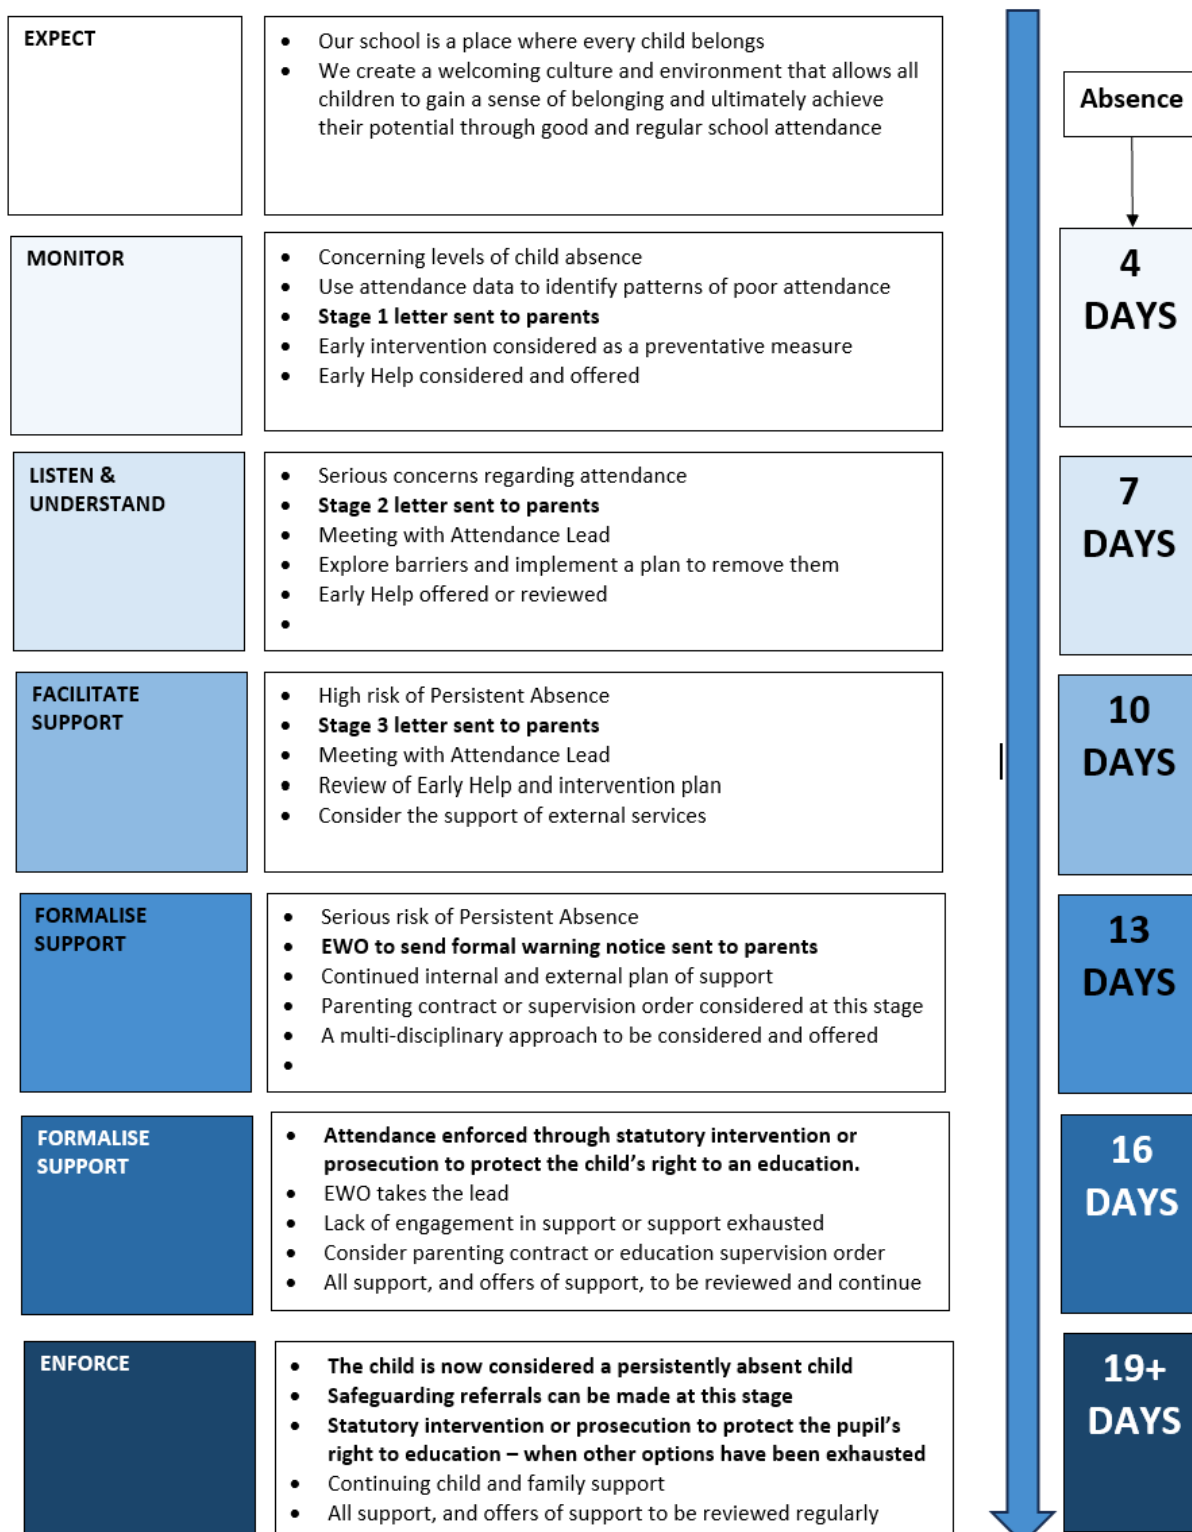 EXPECT
• Our school is a place where every child belongs
• We create a welcoming culture and environment that allows all
children to gain a sense of belonging and ultimately achieve
their potential through good and regular school attendance
Absence
MONITOR
• Concerning levels of child absence
• Use attendance data to identify patterns of poor attendance
• Stage 1 letter sent to parents
• Early intervention considered as a preventative measure
• Early Help considered and offered
4
DAYS
LISTEN &
UNDERSTAND
• Serious concerns regarding attendance
• Stage 2 letter sent to parents
• Meeting with Attendance Lead
• Explore barriers and implement a plan to remove them
• Early Help offered or reviewed
•
7
DAYS
FACILITATE
SUPPORT
• High risk of Persistent Absence
• Stage 3 letter sent to parents
• Meeting with Attendance Lead
• Review of Early Help and intervention plan
• Consider the support of external services
10
DAYS
FORMALISE
SUPPORT
• Serious risk of Persistent Absence
• EWO to send formal warning notice sent to parents
• Continued internal and external plan of support
• Parenting contract or supervision order considered at this stage
• A multi-disciplinary approach to be considered and offered
•
13
DAYS
FORMALISE
SUPPORT
• Attendance enforced through statutory intervention or
prosecution to protect the child's right to an education.
• EWO takes the lead
• Lack of engagement in support or support exhausted
• Consider parenting contract or education supervision order
• All support, and offers of support, to be reviewed and continue
16
DAYS
ENFORCE
• The child is now considered a persistently absent child
• Safeguarding referrals can be made at this stage
• Statutory intervention or prosecution to protect the pupil's
right to education – when other options have been exhausted
• Continuing child and family support
• All support, and offers of support to be reviewed regularly
19+
DAYS